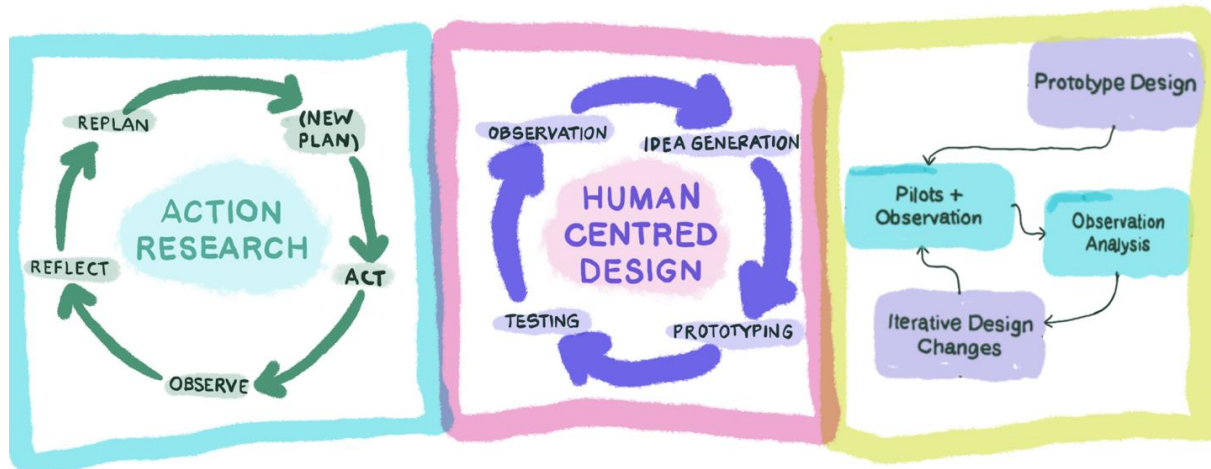 REPLAN
(NEW
PLAN)
ACT
OBSERVE
REFLECT
ACTION
RESEARCH
OBSERVATION
IDEA GENERATION
PROTOTYPING
TESTING
HUMAN
CENTRED
DESIGN
Prototype Design
Pilots +
Observation
Observation
Analysis
Iterative Design
Changes